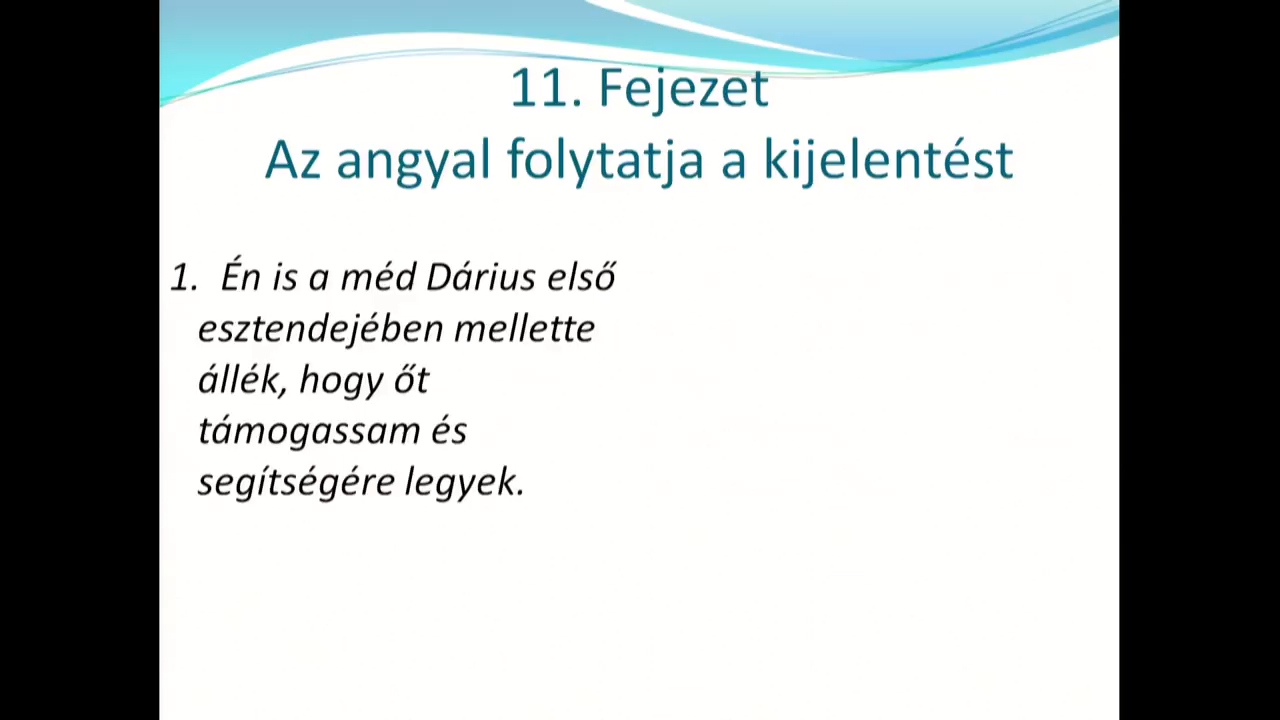 11. Fejezet
Az angyal folytatja a kijelentést
1. Én is a méd Dárius első
esztendejében mellette
állék, hogy őt
támogassam és
segítségére legyek.